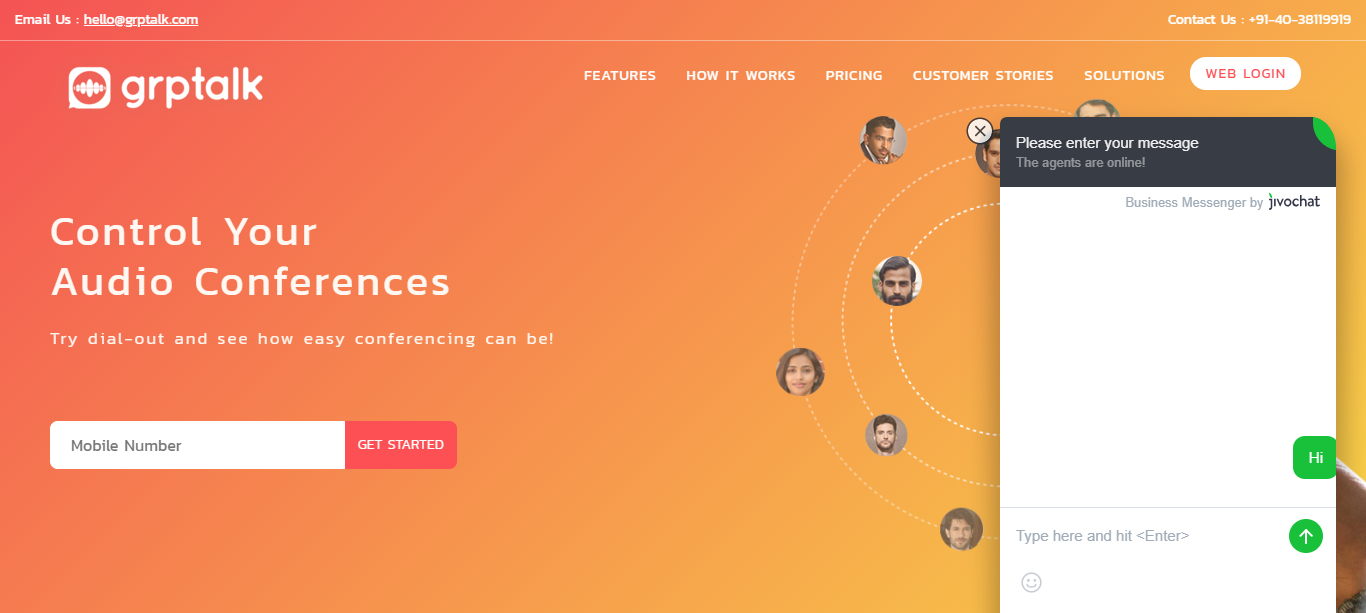 Email Us : hello@grptalk.com
Contact Us : +91-40-38119919
grptalk
FEATURES HOW IT WORKS PRICING CUSTOMER STORIES SOLUTIONS WEB LOGIN
Please enter your message
The agents are online!
Business Messenger by jivochat
Control Your
Audio Conferences
Try dial-out and see how easy conferencing can be!
Mobile Number GET STARTED
Hi
Type here and hit <Enter>